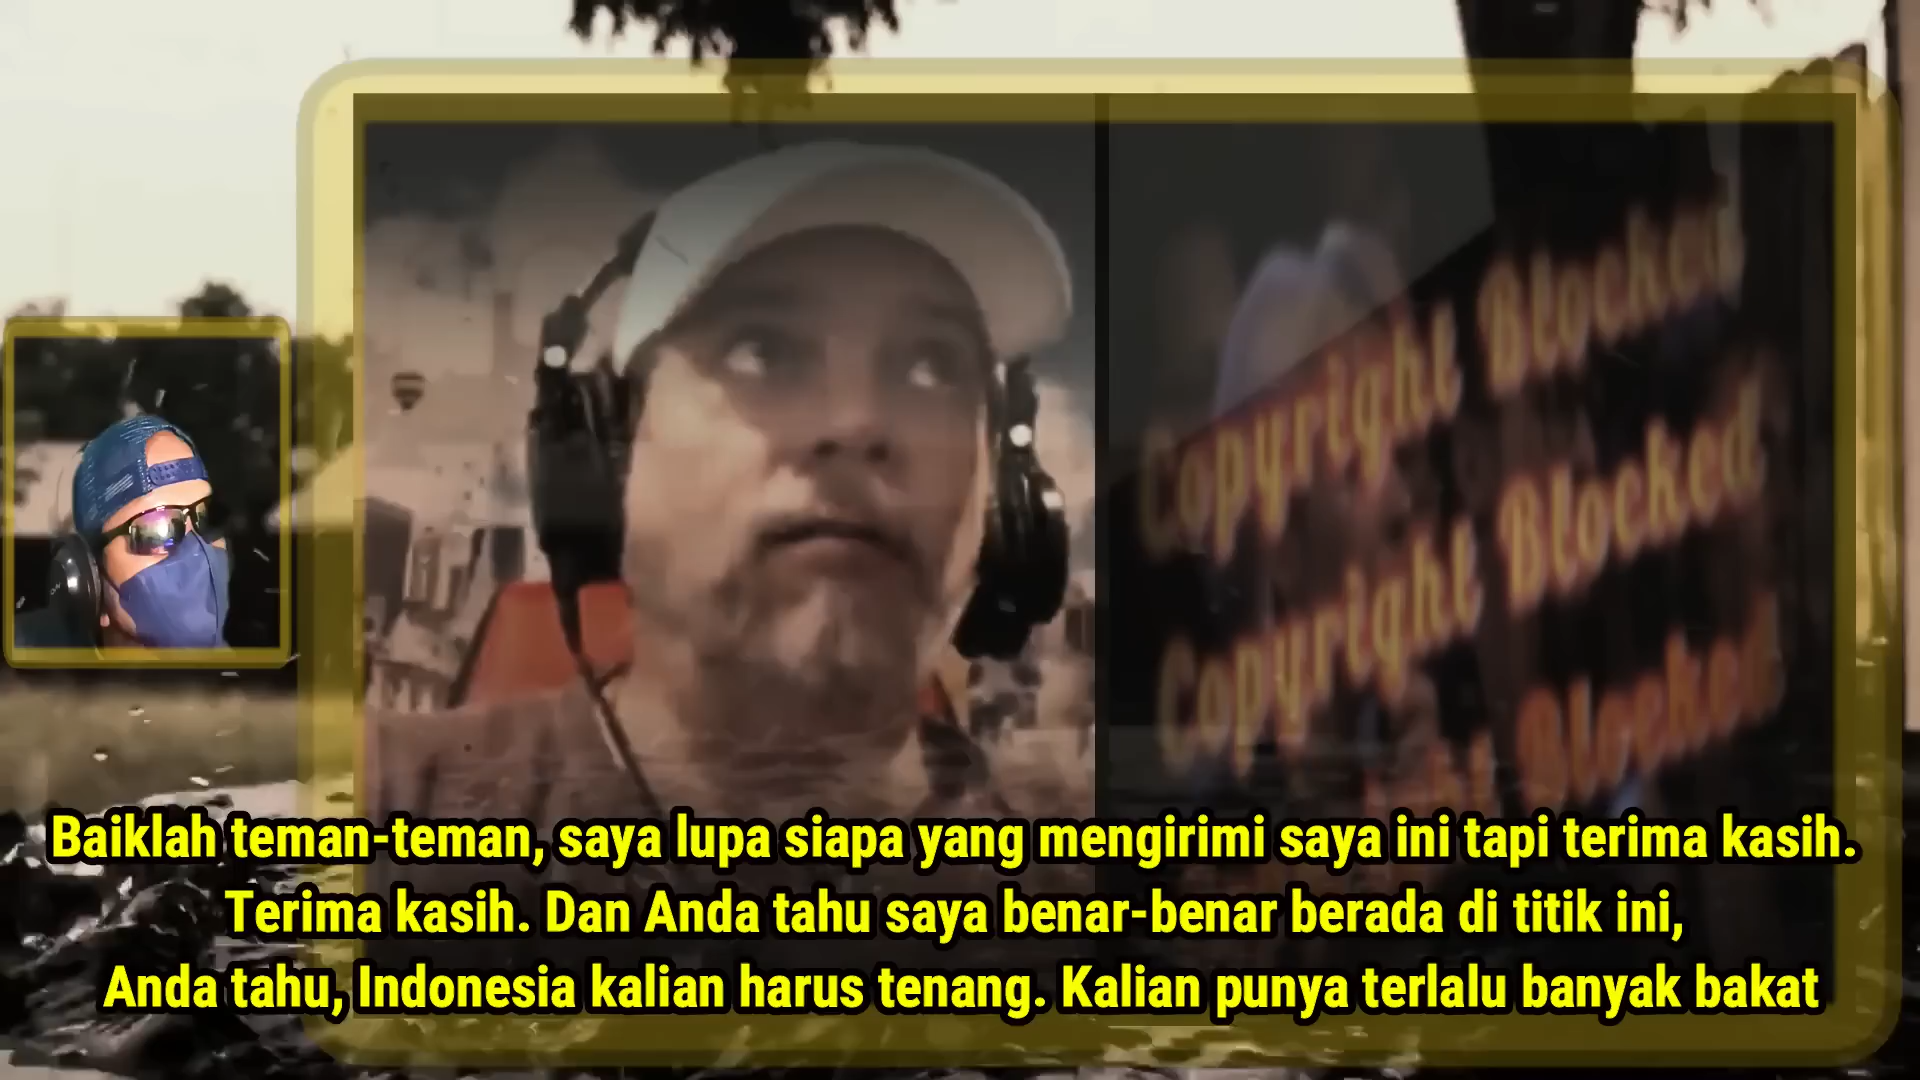 Copyright Blocked
Copyright Blocked
Blocked
Baiklah teman-teman, saya lupa siapa yang mengirimi saya ini tapi terima kasih.
Terima kasih. Dan Anda tahu saya benar-benar berada di titik ini,
Anda tahu, Indonesia kalian harus tenang. Kalian punya terlalu banyak bakat